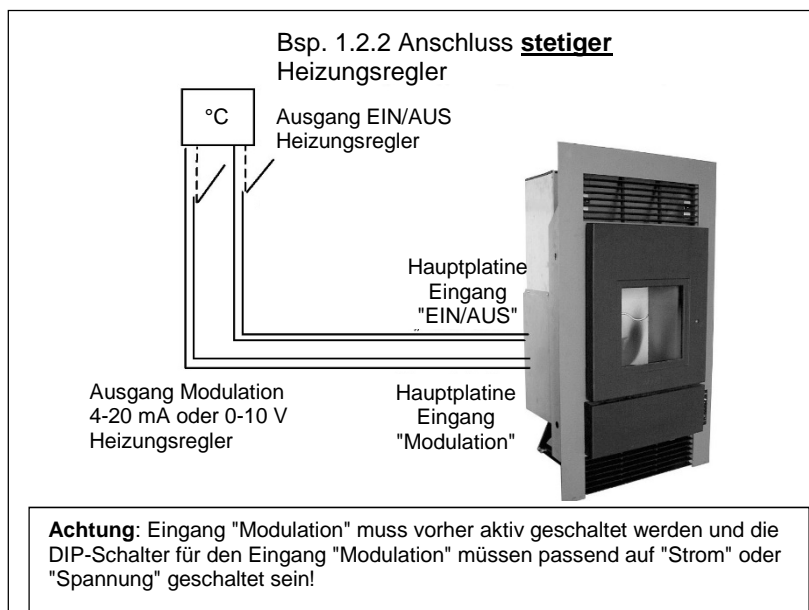 Bsp. 1.2.2 Anschluss stetiger
Heizungsregler
°C
Ausgang EIN/AUS
Heizungsregler
Hauptplatine
Eingang
"EIN/AUS"
Ausgang Modulation
4-20 mA oder 0-10 V
Heizungsregler
Hauptplatine
Eingang
"Modulation"
Achtung: Eingang "Modulation" muss vorher aktiv geschaltet werden und die
DIP-Schalter für den Eingang "Modulation" müssen passend auf "Strom" oder
"Spannung" geschaltet sein!